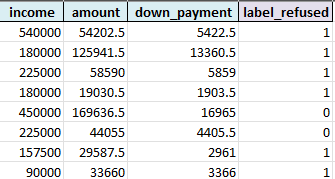 income amount down_payment label_refused
540000 54202.5 5422.5 1
180000 125941.5 13360.5 1
225000 58590 5859 1
180000 19030.5 1903.5 1
450000 169636.5 16965 0
225000 44055 4405.5 0
157500 29587.5 2961 1
90000 33660 3366 1